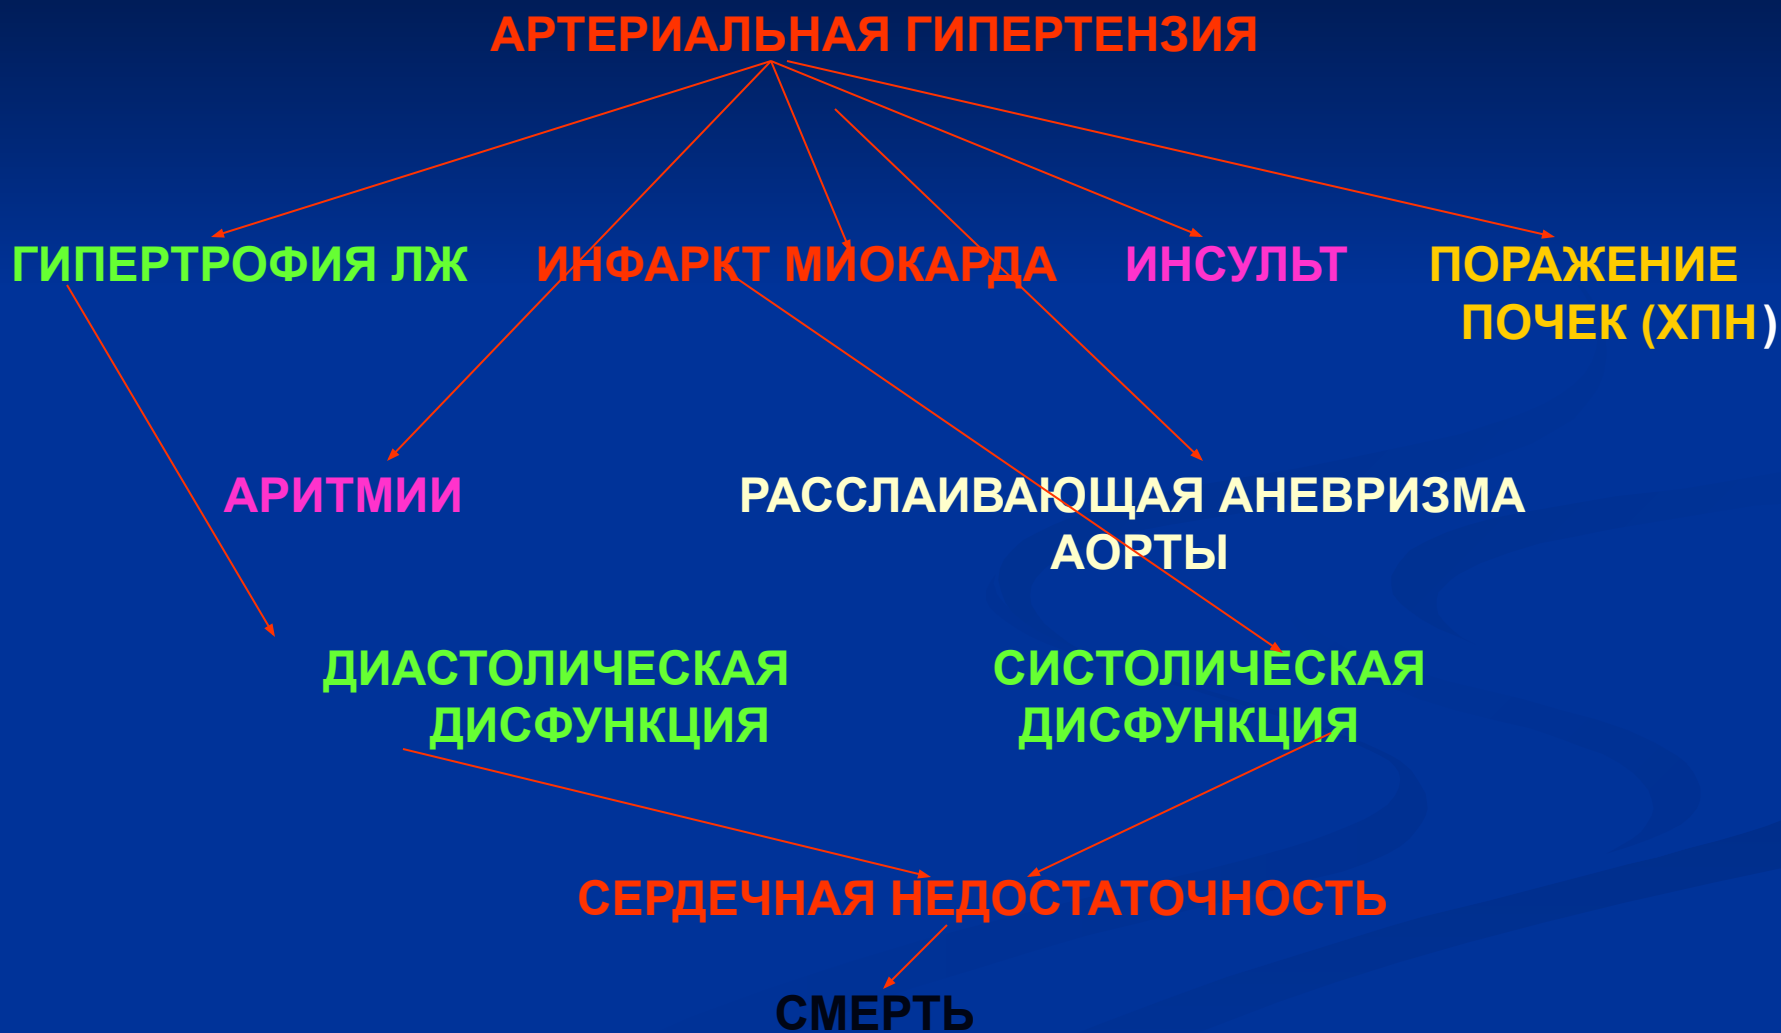 АРТЕРИАЛЬНАЯ ГИПЕРТЕНЗИЯ
ГИПЕРТРОФИЯ ЛЖ ИНФАРКТ МИОКАРДА ИНСУЛЬТ ПОРАЖЕНИЕ
ПОЧЕК (ХПН)
АРИТМИИ РАССЛАИВАЮЩАЯ АНЕВРИЗМА
АОРТЫ
ДИАСТОЛИЧЕСКАЯ СИСТОЛИЧЕСКАЯ
ДИСФУНКЦИЯ ДИСФУНКЦИЯ
СЕРДЕЧНАЯ НЕДОСТАТОЧНОСТЬ
СМЕРТЬ